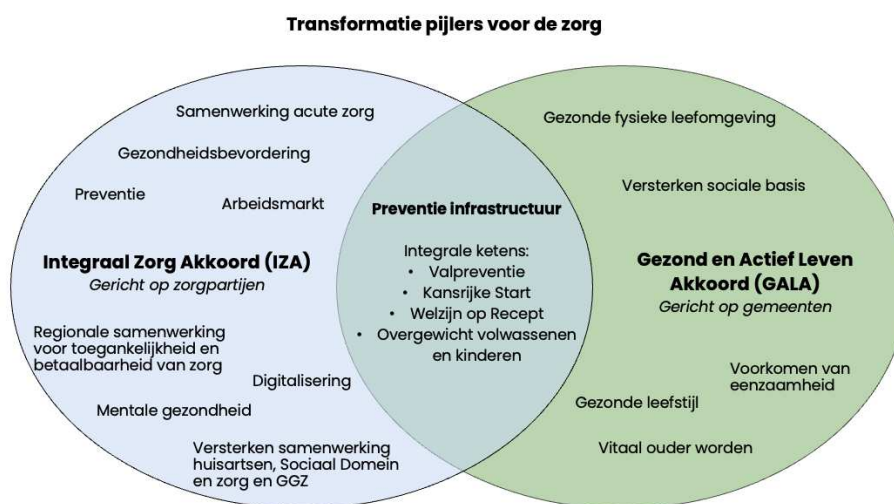 Transformatie pijlers voor de zorg
Samenwerking acute zorg
Gezondheidsbevordering
Preventie
Arbeidsmarkt
Integraal Zorg Akkoord (IZA)
Gericht op zorgpartijen
Regionale samenwerking
voor toegankelijkheid en
betaalbaarheid van zorg
Digitalisering
Mentale gezondheid
Versterken samenwerking
huisartsen, Sociaal Domein
en zorg en GGZ
Preventie infrastructuur
Integrale ketens:
• Valpreventie
• Kansrijke Start
• Welzijn op Recept
• Overgewicht volwassenen
en kinderen
Gezonde fysieke leefomgeving
Versterken sociale basis
Gezond en Actief Leven
Akkoord (GALA)
Gericht op gemeenten
Voorkomen van
eenzaamheid
Gezonde leefstijl
Vitaal ouder worden